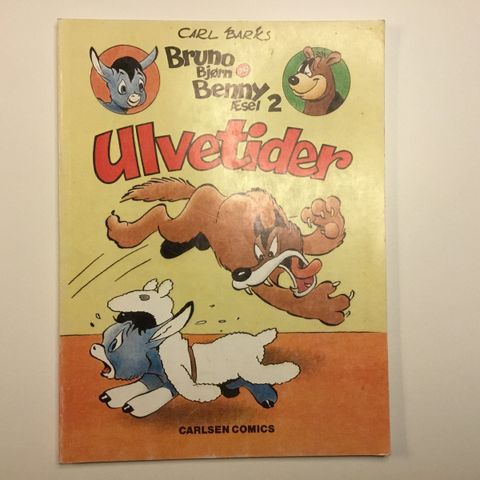 CARL BARKS
Bruno
Bjørn og
Benny
Æsel 2
Ulvetider
CARLSEN COMICS